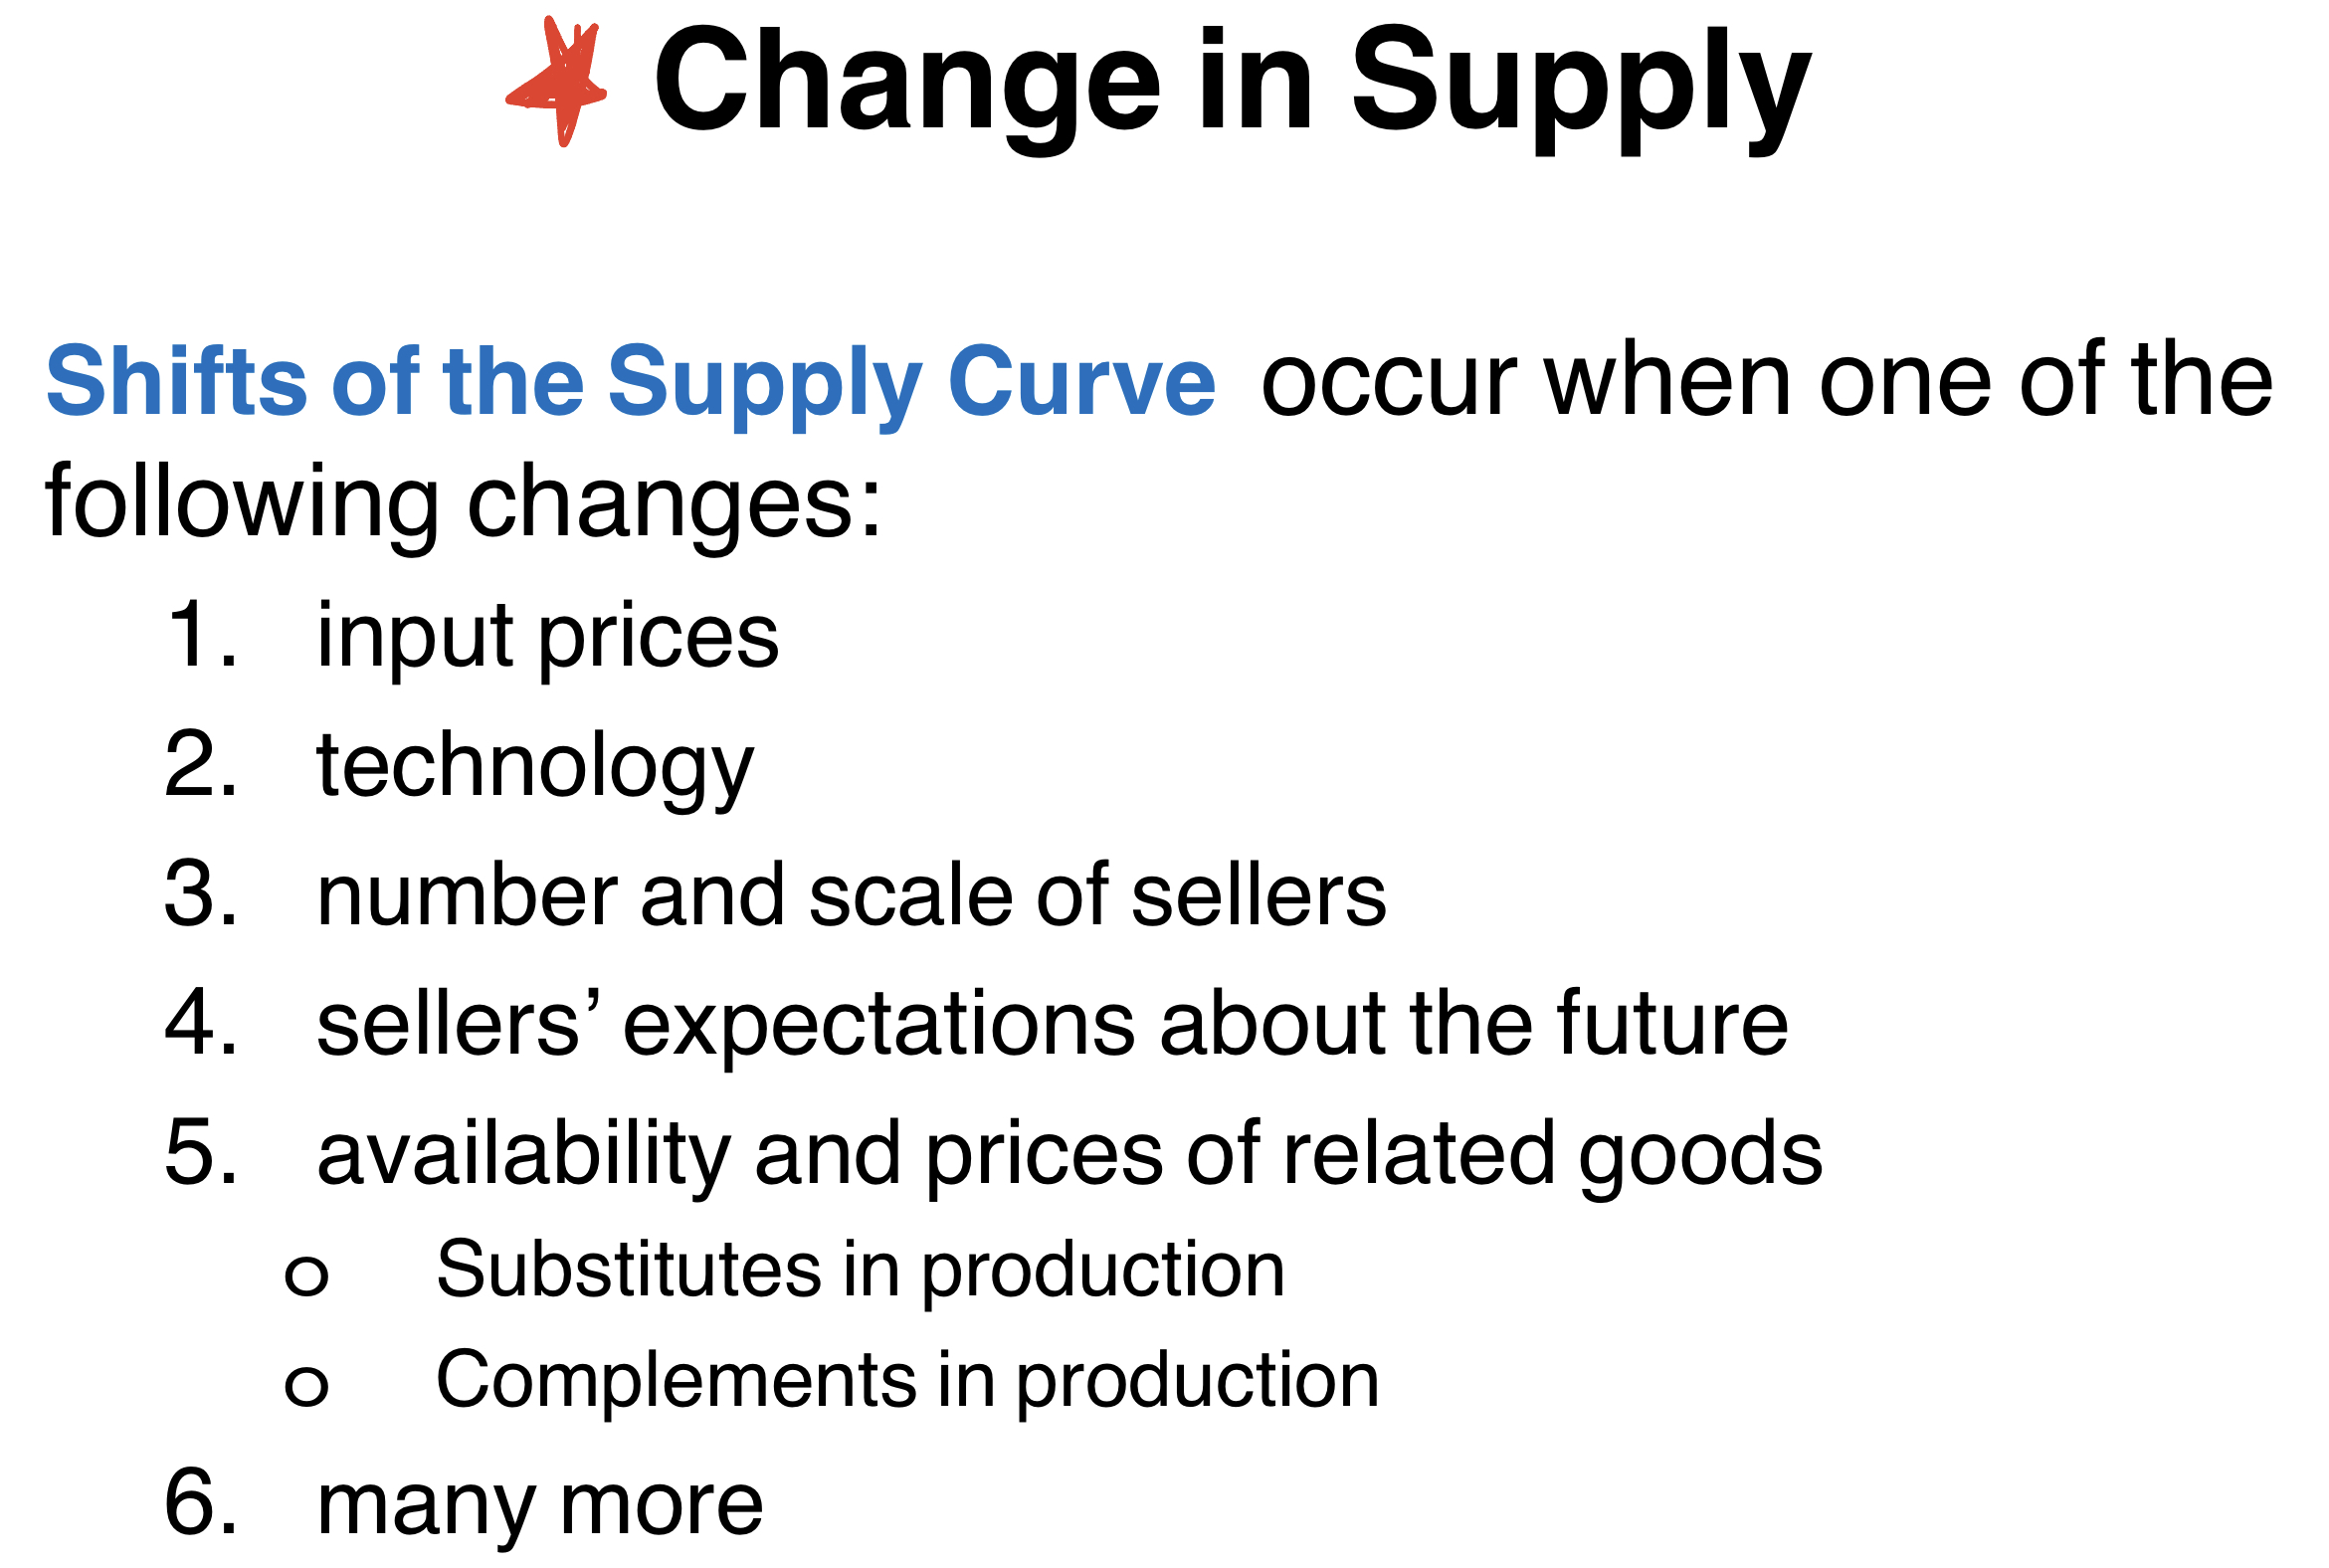 Change in Supply
Shifts of the Supply Curve occur when one of the
following changes:
1. input prices
2. technology
3. number and scale of sellers
4. sellers’ expectations about the future
5. availability and prices of related goods
o Substitutes in production
o Complements in production
6. many more